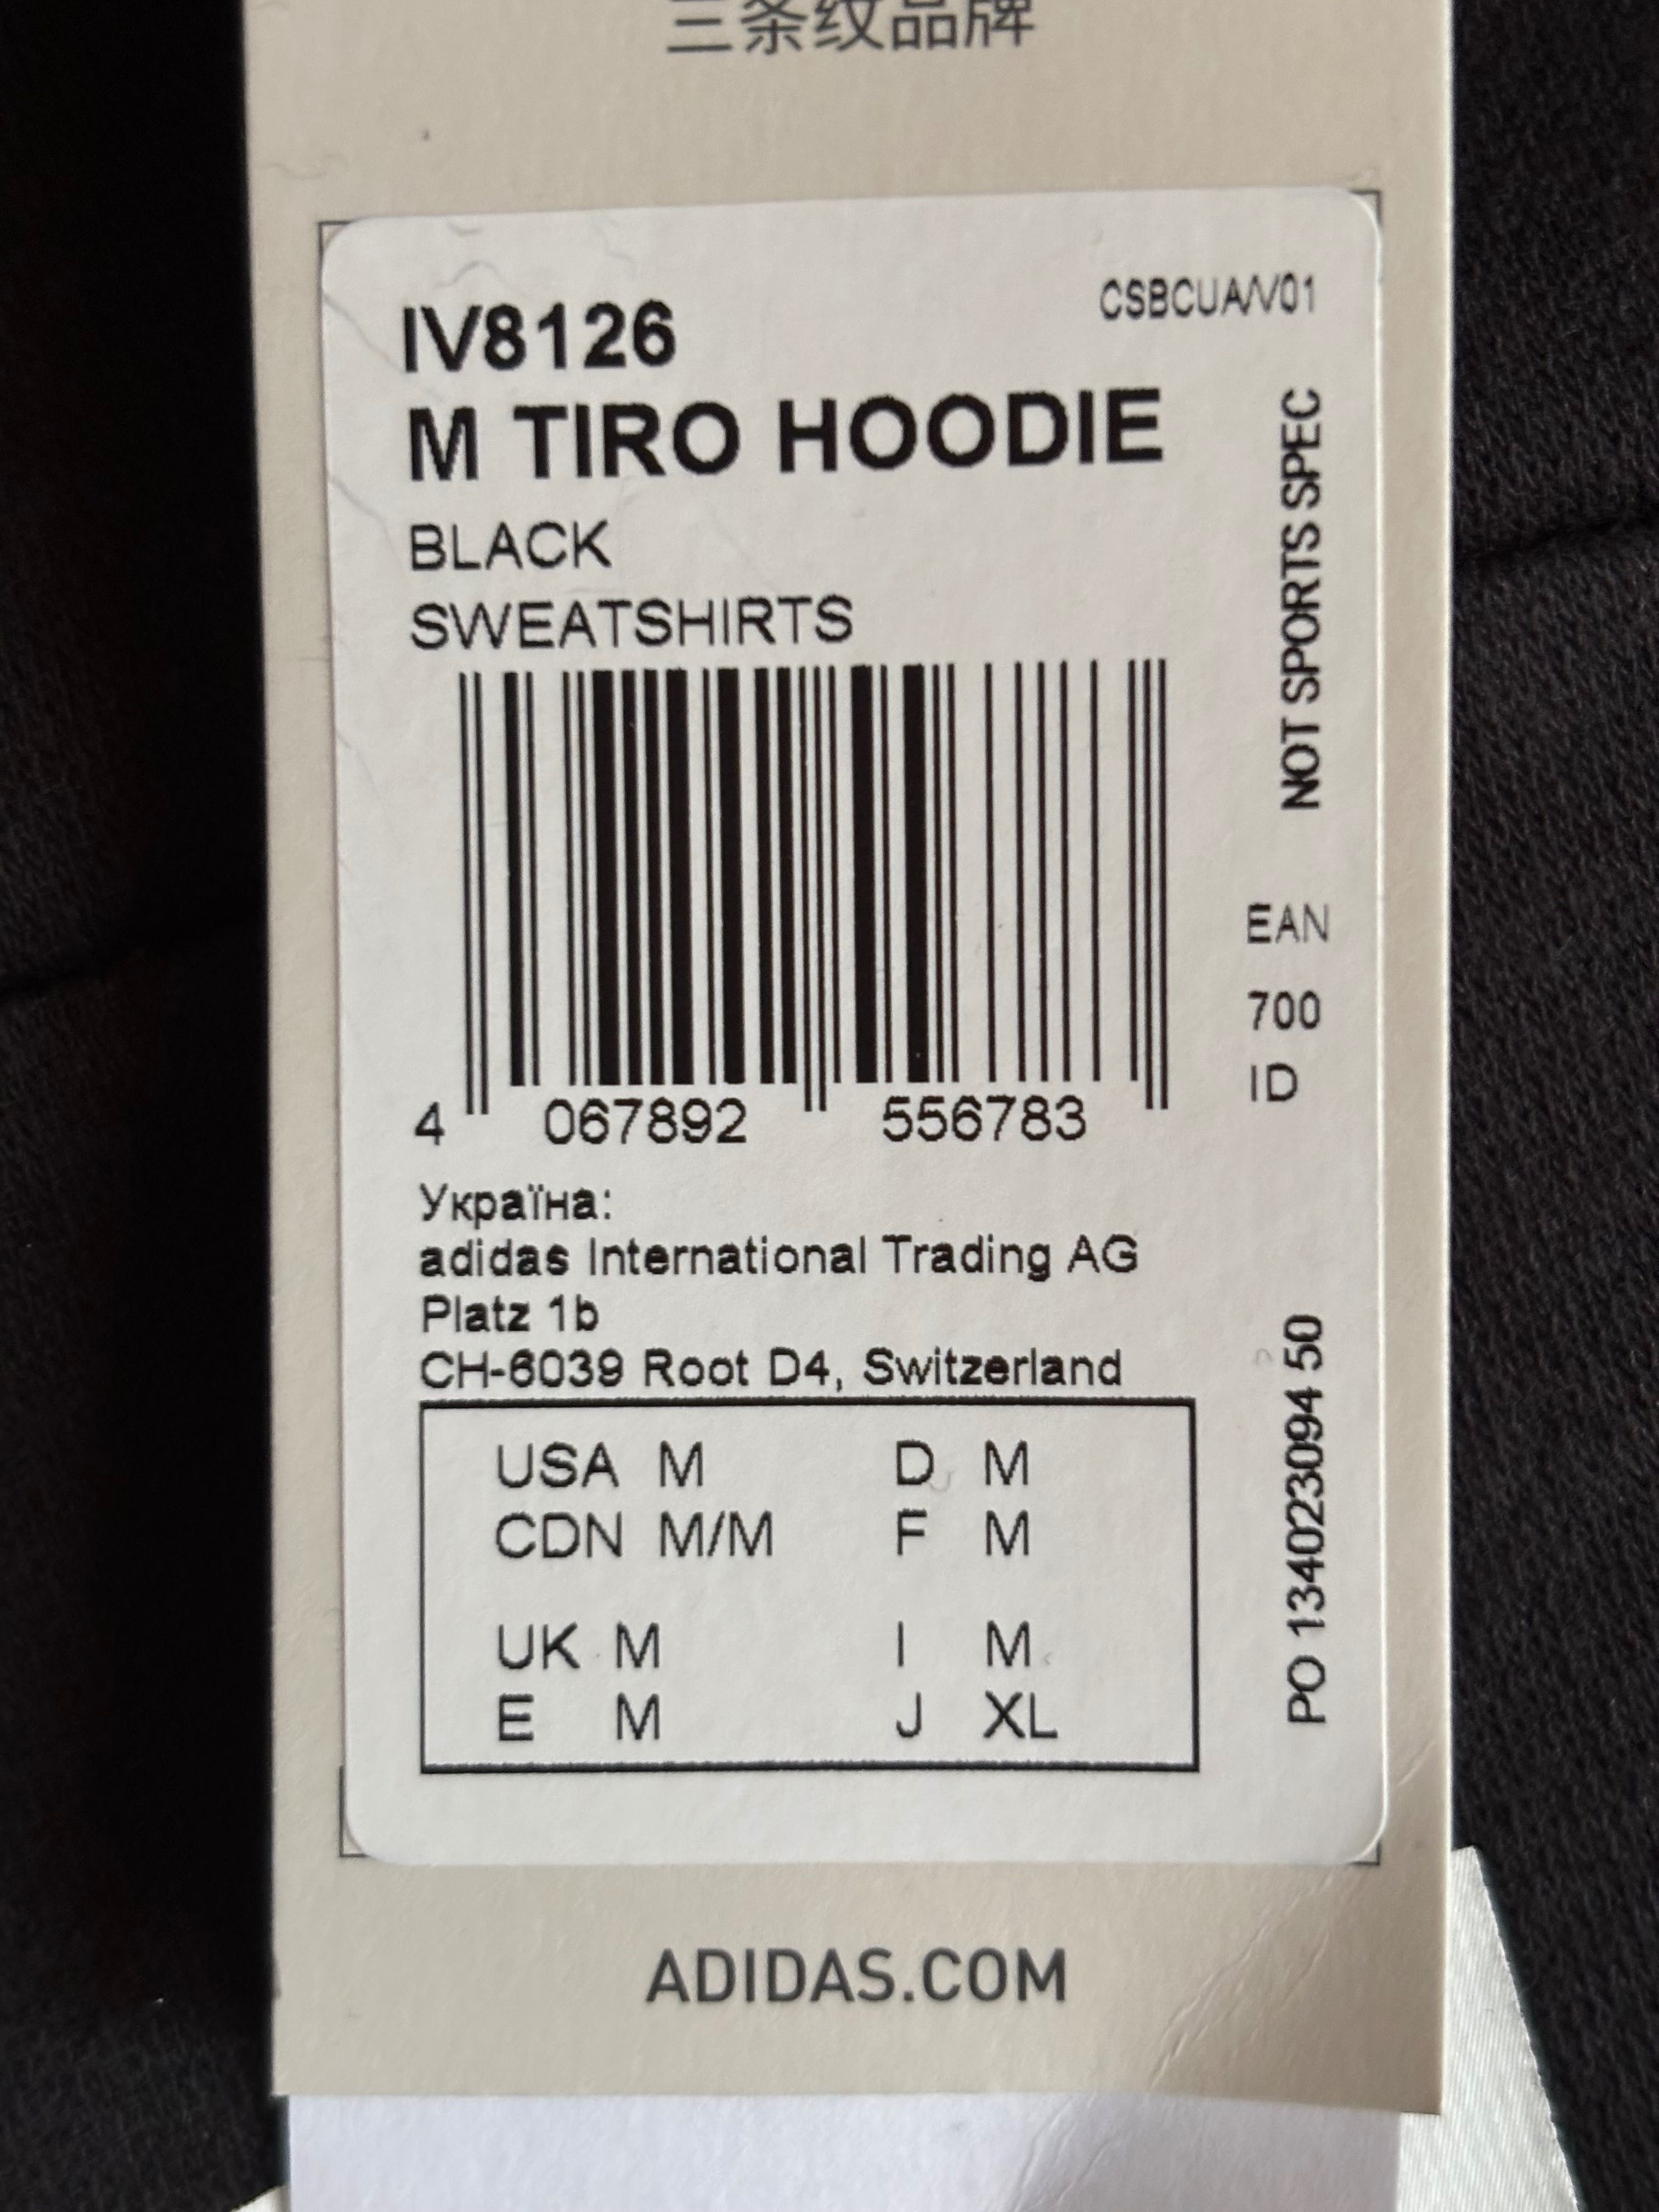 三条纹品牌
CSBCUA/V01
IV8126
M TIRO HOODIE
BLACK
SWEATSHIRTS
NOT SPORTS SPEC
EAN
700
ID
4 067892 556783
Україна:
adidas International Trading AG
Platz 1b
CH-6039 Root D4, Switzerland
USA M D M
CDN M/M F M
UK M I M
E M J XL
PO 134023094 50
ADIDAS.COM